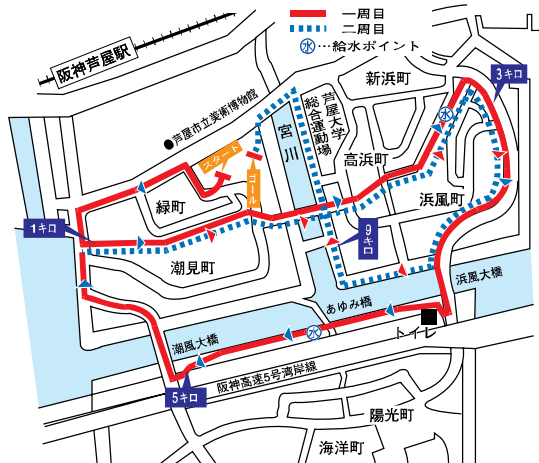 一周目
二周目
水…給水ポイント
阪神芦屋駅
3キロ
新浜町
芦屋市立美術博物館
芦屋大学
総合運動場
宮川
水
スタート
高浜町
ゴール
緑町
浜風町
1キロ
9キロ
潮見町
浜風大橋
あゆみ橋
水
トイレ
潮風大橋
阪神高速5号湾岸線
5キロ
陽光町
海洋町